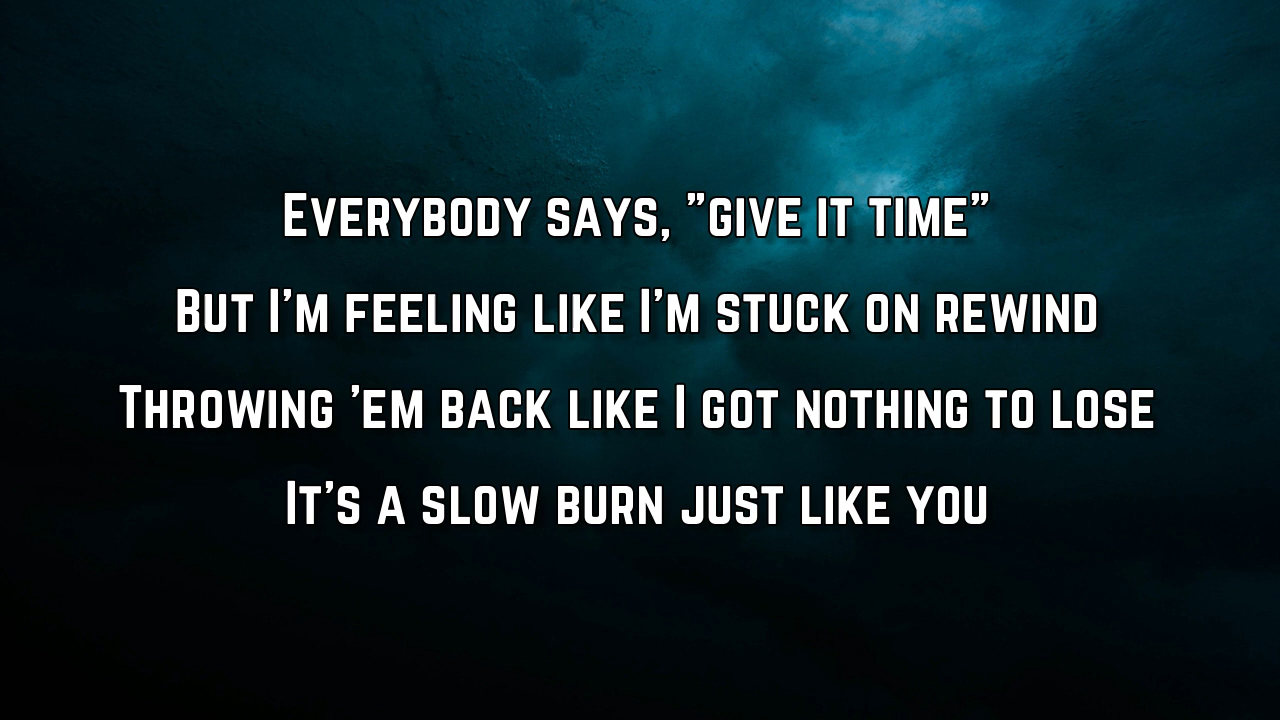 Everybody says, "give it time"
But I'm feeling like I'm stuck on rewind
Throwing 'em back like I got nothing to lose
It's a slow burn just like you